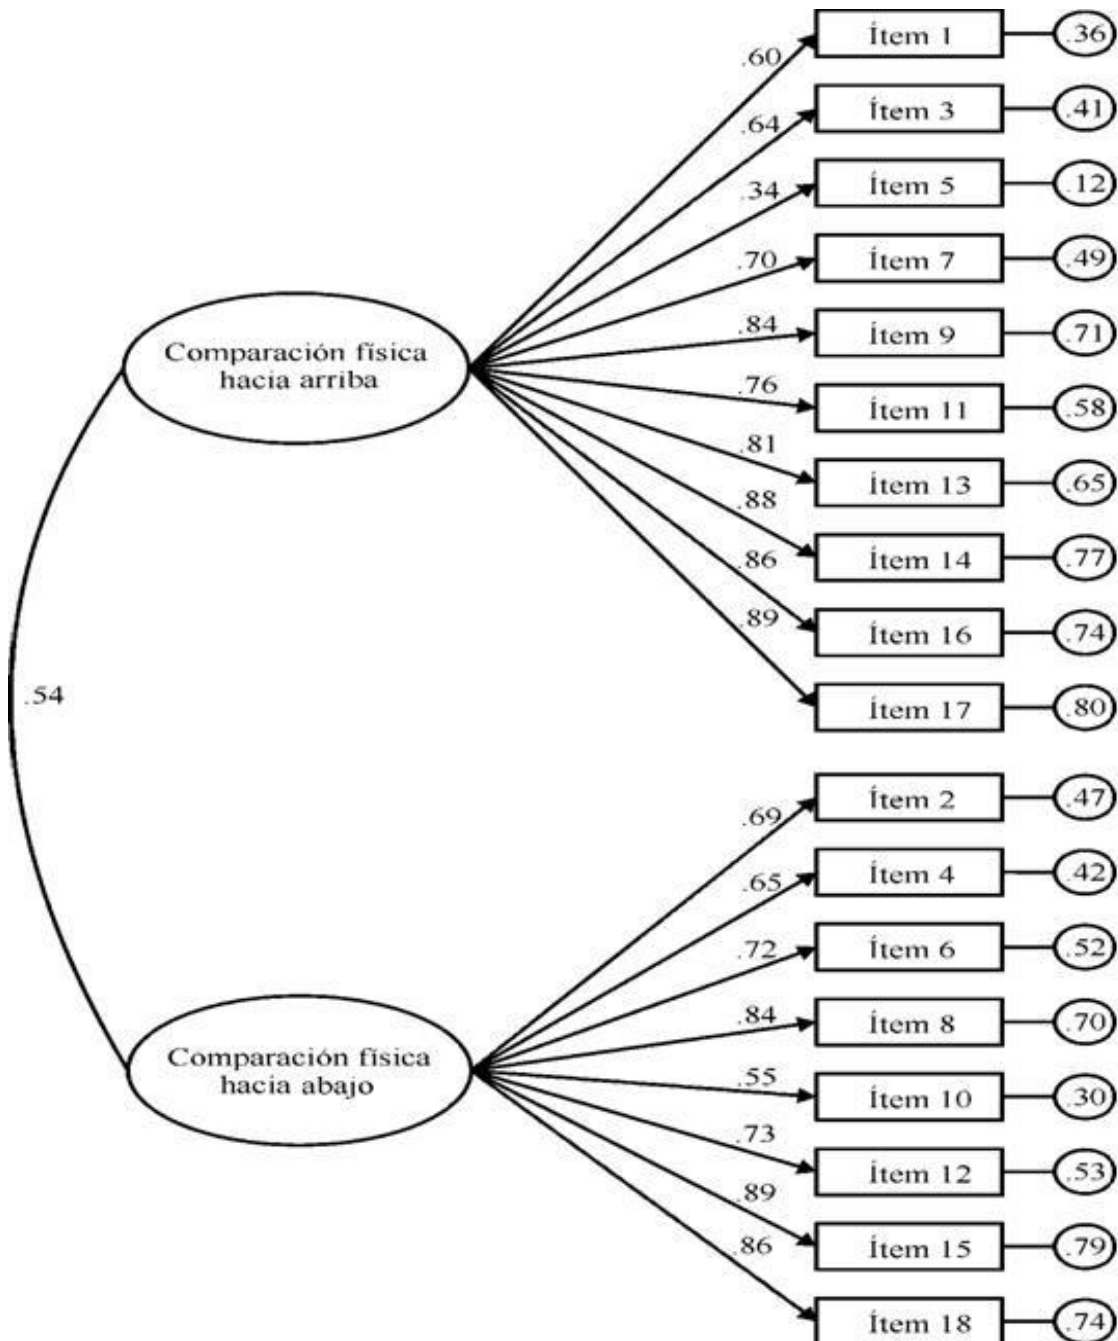 .60 Ítem 1 .36
.64 Ítem 3 .41
.34 Ítem 5 .12
.70 Ítem 7 .49
.84 Ítem 9 .71
.76 Ítem 11 .58
.81 Ítem 13 .65
.88 Ítem 14 .77
.86 Ítem 16 .74
.89 Ítem 17 .80
Comparación física
hacia arriba
.54
.69 Ítem 2 .47
.65 Ítem 4 .42
.72 Ítem 6 .52
.84 Ítem 8 .70
.55 Ítem 10 .30
.73 Ítem 12 .53
.89 Ítem 15 .79
.86 Ítem 18 .74
Comparación física
hacia abajo